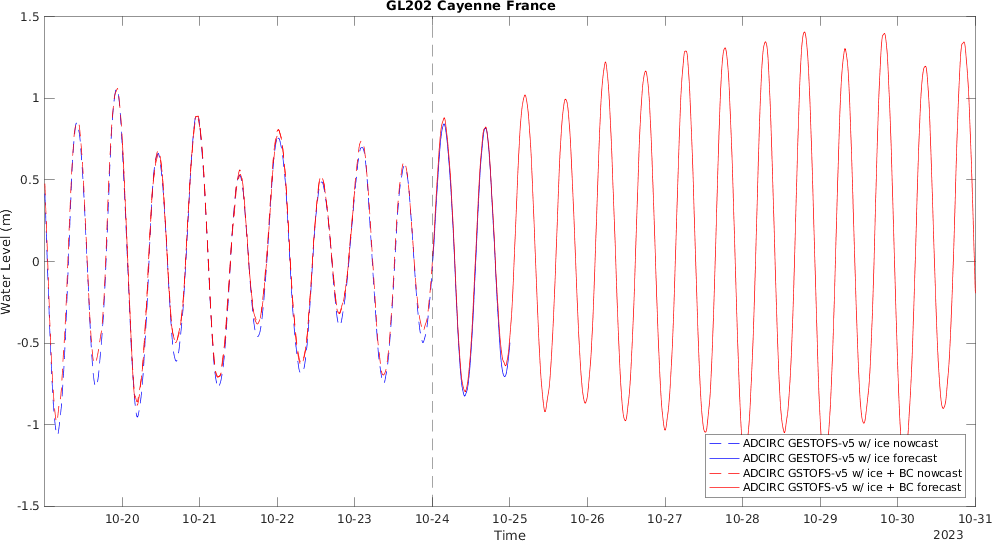 GL202 Cayenne France
1.5
1
0.5
0
-0.5
-1
-1.5
Water Level (m)
10-20 10-21 10-22 10-23 10-24 10-25 10-26 10-27 10-28 10-29 10-30 10-31
Time
2023
ADCIRC GESTOFS-v5 w/ ice nowcast
ADCIRC GESTOFS-v5 w/ ice forecast
ADCIRC GSTOFS-v5 w/ ice + BC nowcast
ADCIRC GSTOFS-v5 w/ ice + BC forecast